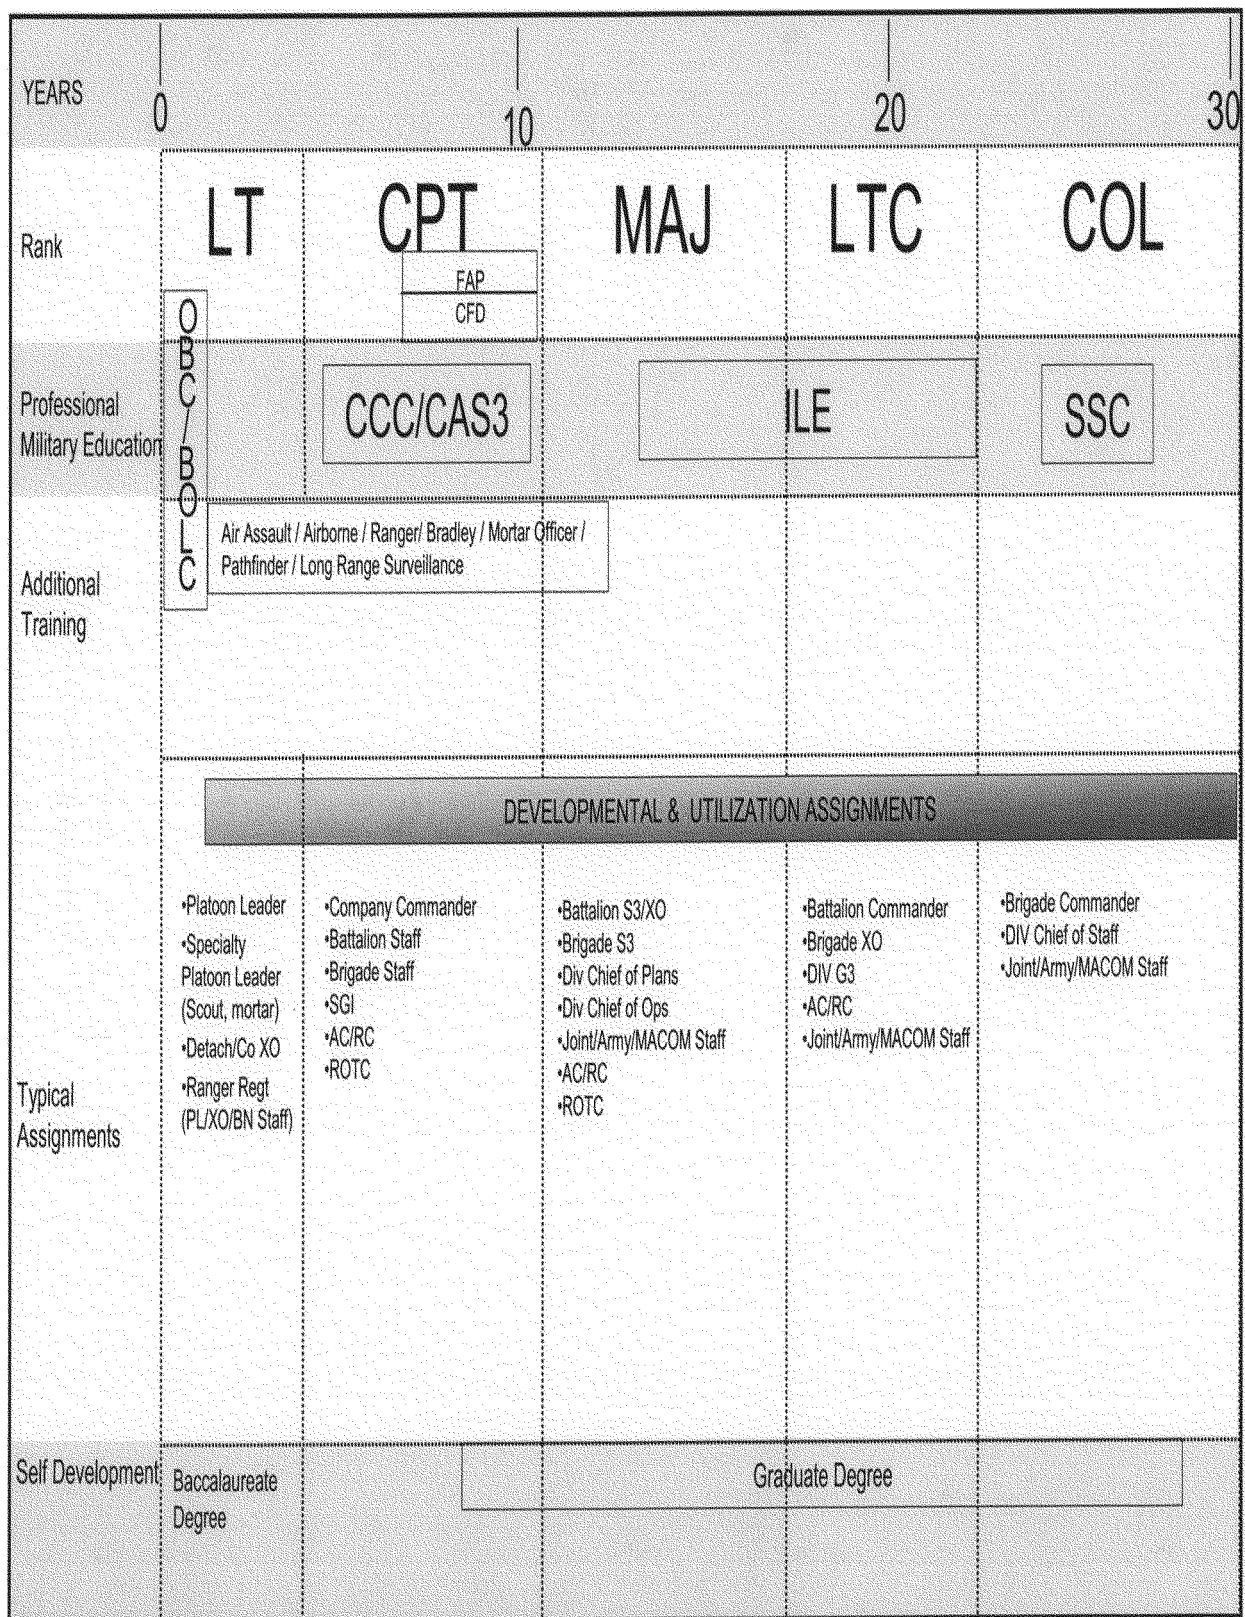 YEARS
0
10
20
30
Rank
LT
CPT
MAJ
LTC
COL
FAP
CFD
OBC/BOLC
Professional
Military Education
CCC/CAS3
ILE
SSC
Additional
Training
Air Assault / Airborne / Ranger/ Bradley / Mortar Officer /
Pathfinder / Long Range Surveillance
DEVELOPMENTAL & UTILIZATION ASSIGNMENTS
Typical
Assignments
•Platoon Leader
•Specialty
Platoon Leader
(Scout, mortar)
•Detach/Co XO
•Ranger Regt
(PL/XO/BN Staff)
•Company Commander
•Battalion Staff
•Brigade Staff
•SGI
•AC/RC
•ROTC
•Battalion S3/XO
•Brigade S3
•Div Chief of Plans
•Div Chief of Ops
•Joint/Army/MACOM Staff
•AC/RC
•ROTC
•Battalion Commander
•Brigade XO
•DIV G3
•AC/RC
•Joint/Army/MACOM Staff
•Brigade Commander
•DIV Chief of Staff
•Joint/Army/MACOM Staff
Self Development
Baccalaureate
Degree
Graduate Degree